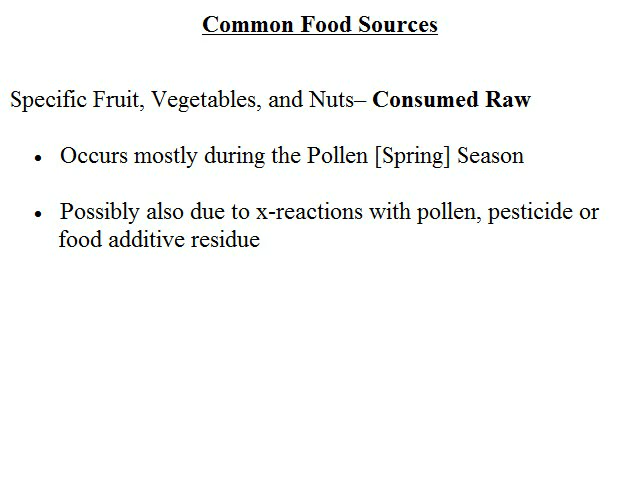 Common Food Sources
Specific Fruit, Vegetables, and Nuts– Consumed Raw
• Occurs mostly during the Pollen [Spring] Season
• Possibly also due to x-reactions with pollen, pesticide or
food additive residue